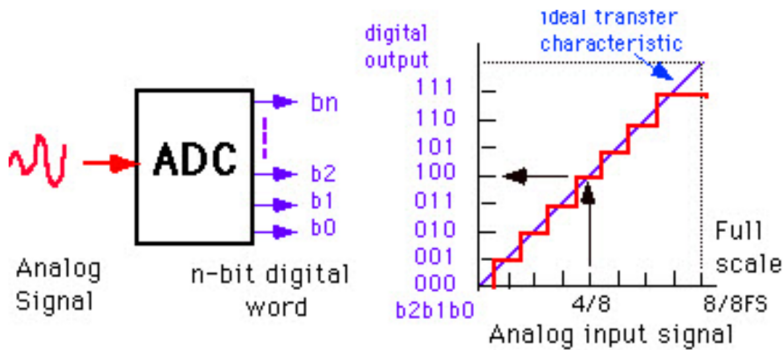 ADC
bn
b2
b1
b0
Analog
Signal
n-bit digital
word
digital
output
ideal transfer
characteristic
111
110
101
100
011
010
001
000
b2b1b0
4/8
8/8FS
Full
scale
Analog input signal